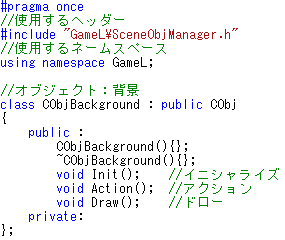 #pragma once
//使用するヘッダー
#include "GameL¥SceneObjManager.h"
//使用するネームスペース
using namespace GameL;

//オブジェクト：背景
class CObjBackground : public CObj
{
    public :
        CObjBackground(){};
        ~CObjBackground(){};
        void Init();    //イニシャライズ
        void Action();  //アクション
        void Draw();    //ドロー
    private:
};